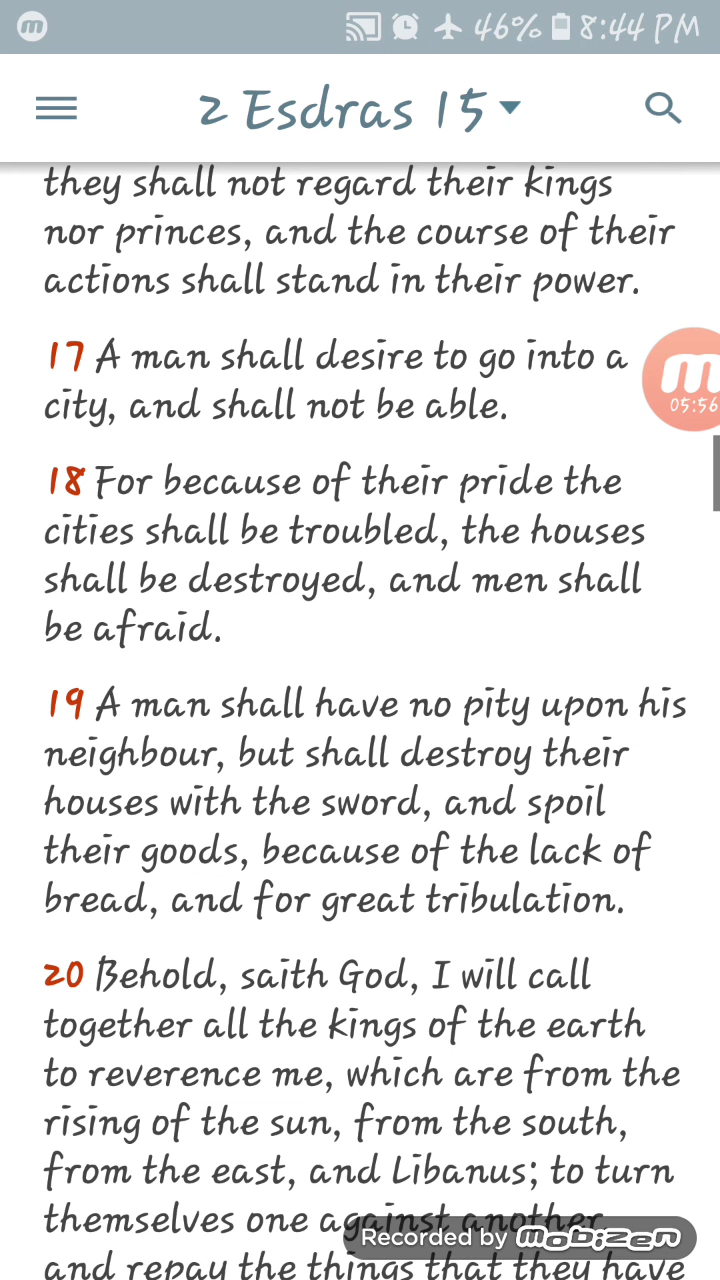 46% 8:44 PM
2 Esdras 15
they shall not regard their kings
nor princes, and the course of their
actions shall stand in their power.
17 A man shall desire to go into a
city, and shall not be able.
05:56
18 For because of their pride the
cities shall be troubled, the houses
shall be destroyed, and men shall
be afraid.
19 A man shall have no pity upon his
neighbour, but shall destroy their
houses with the sword, and spoil
their goods, because of the lack of
bread, and for great tribulation.
20 Behold, saith God, I will call
together all the kings of the earth
to reverence me, which are from the
rising of the sun, from the south,
from the east, and Libanus; to turn
themselves one against another,
and repay the things that they have
Recorded by mobizen